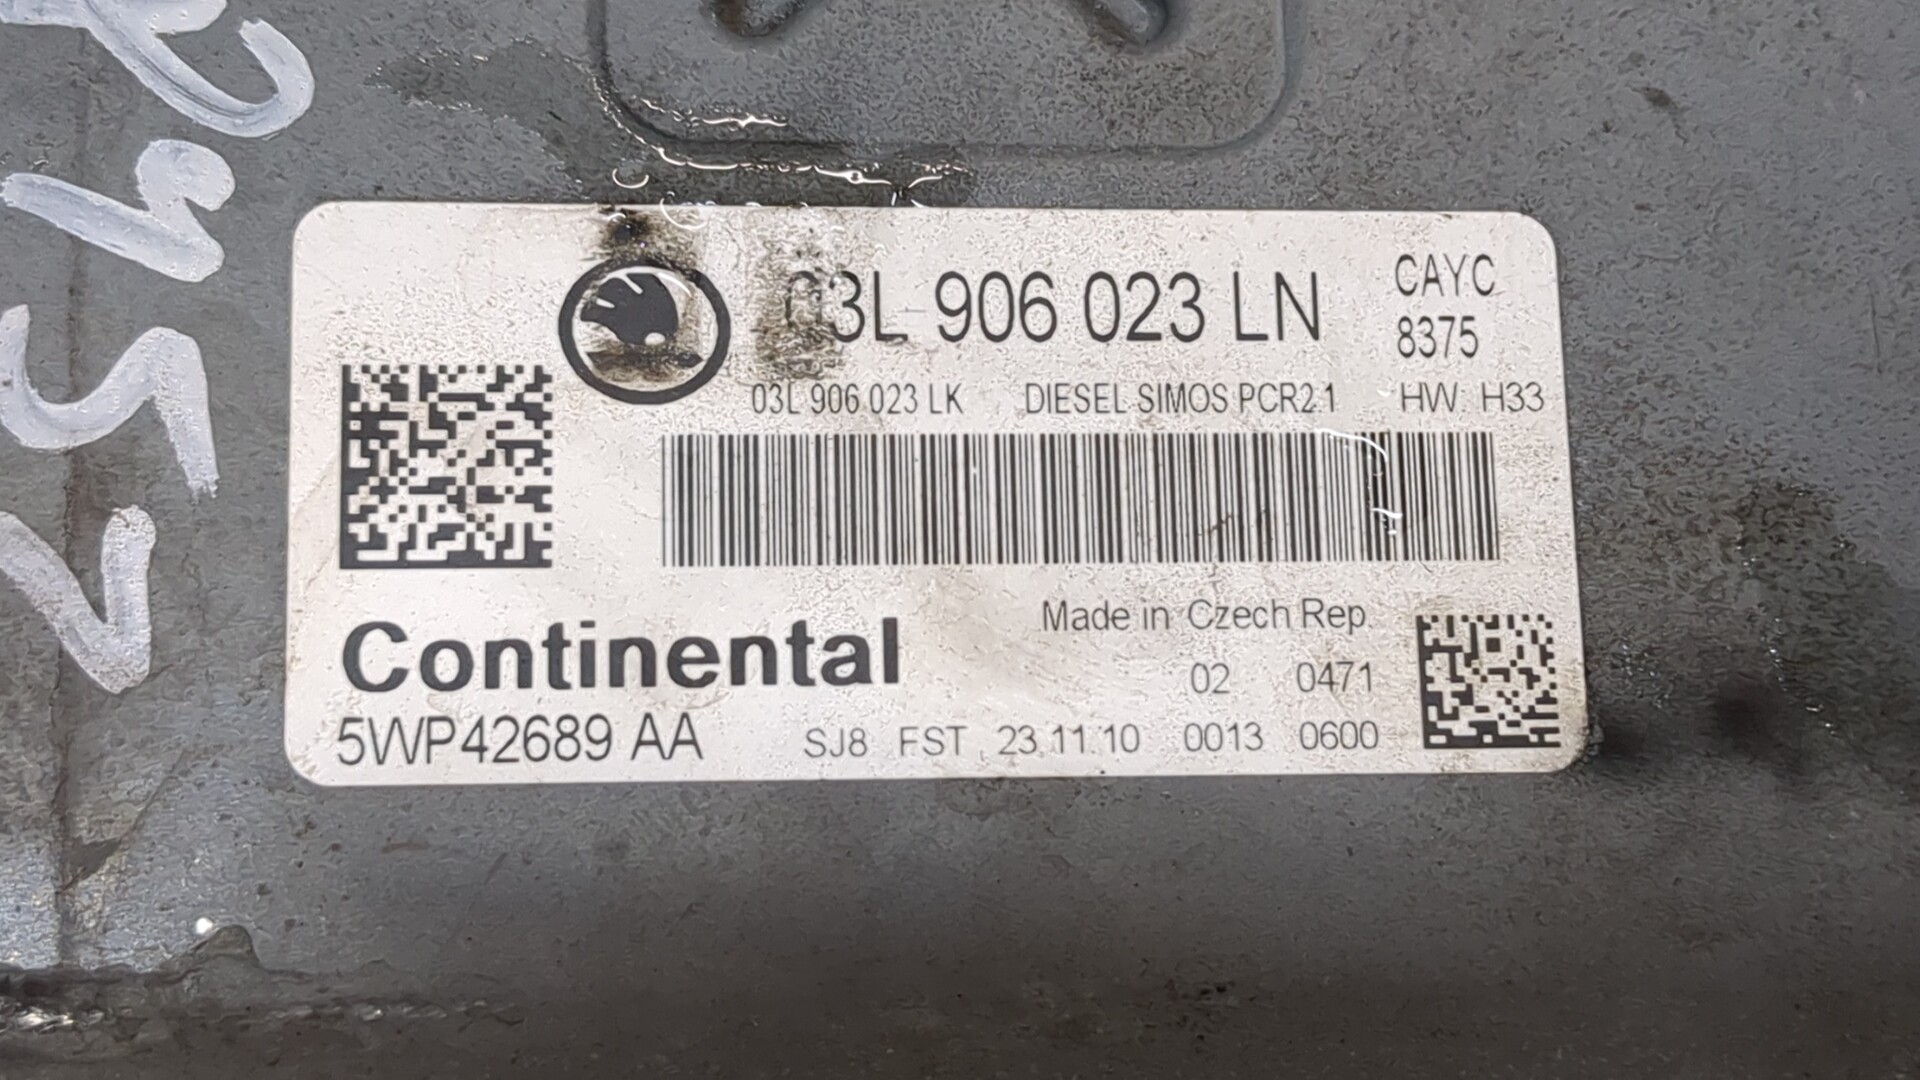 03L 906 023 LN
CAYC
8375
03L 906 023 LK DIESEL SIMOS PCR2.1 HW: H33
Continental
Made in Czech Rep.
02 0471
5WP42689 AA SJ8 FST 23.11.10 0013 0600